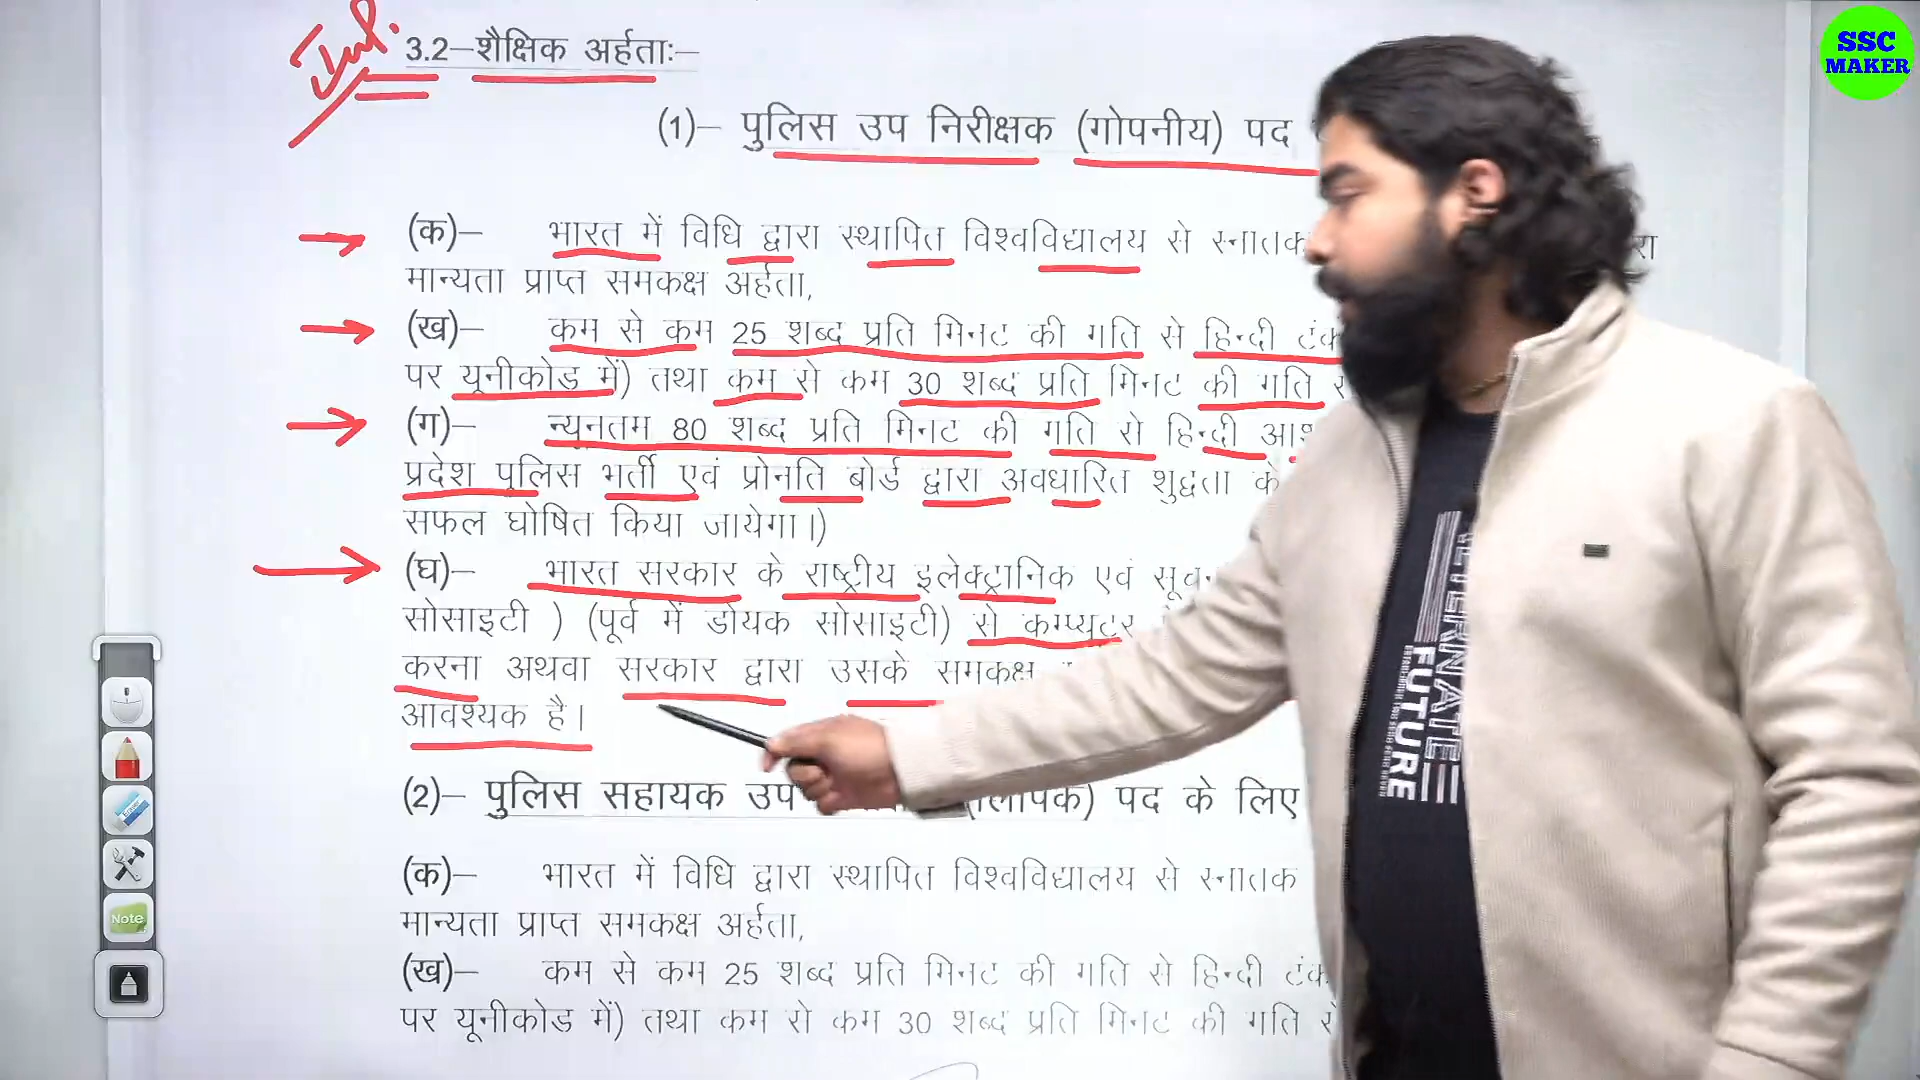 SSC
MAKER
3.2–शैक्षिक अर्हताः–
(1)– पुलिस उप निरीक्षक (गोपनीय) पद
(क)– भारत में विधि द्वारा स्थापित विश्वविद्यालय से स्नातक
मान्यता प्राप्त समकक्ष अर्हता,
(ख)– कम से कम 25 शब्द प्रति मिनट की गति से हिन्दी
पर यूनीकोड में) तथा कम से कम 30 शब्द प्रति मिनट की गति
(ग)– न्यूनतम 80 शब्द प्रति मिनट की गति से हिन्दी
प्रदेश पुलिस भर्ती एवं प्रोनति बोर्ड द्वारा अवधारित शुद्धता
सफल घोषित किया जायेगा।)
(घ)– भारत सरकार के राष्ट्रीय इलेक्ट्रानिक एवं
सोसाइटी ) (पूर्व में डोयक सोसाइटी) से कम्प्यूटर
करना अथवा सरकार द्वारा उसके समकक्ष
आवश्यक है।
(2)– पुलिस सहायक उप पद के लिए
(क)– भारत में विधि द्वारा स्थापित विश्वविद्यालय से स्नातक
मान्यता प्राप्त समकक्ष अर्हता,
(ख)– कम से कम 25 शब्द प्रति मिनट की गति से हिन्दी
पर यूनीकोड में) तथा कम से कम 30 शब्द प्रति मिनट की गति
Note
ETERNATE
FUTURE